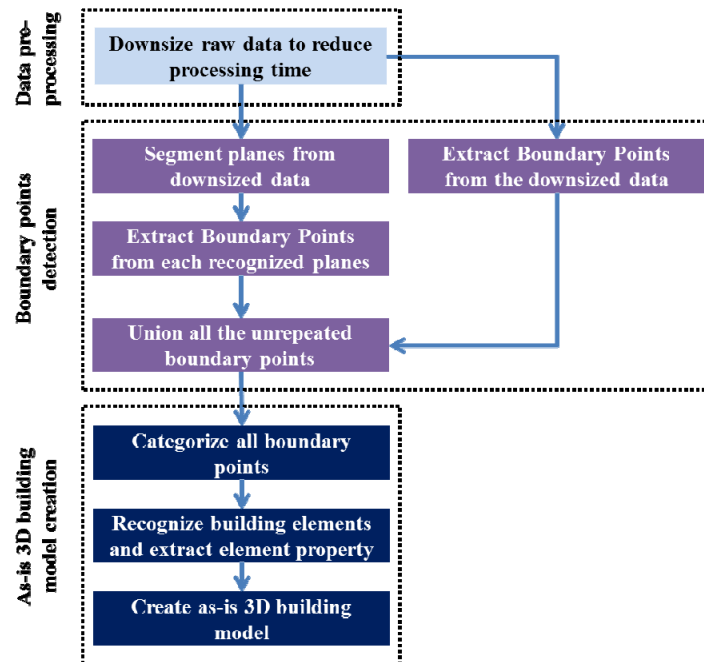 Data pre-
processing
Downsize raw data to reduce
processing time
Boundary points
detection
Segment planes from
downsized data
Extract Boundary Points
from the downsized data
Extract Boundary Points
from each recognized planes
Union all the unrepeated
boundary points
As-is 3D building
model creation
Categorize all boundary
points
Recognize building elements
and extract element property
Create as-is 3D building
model